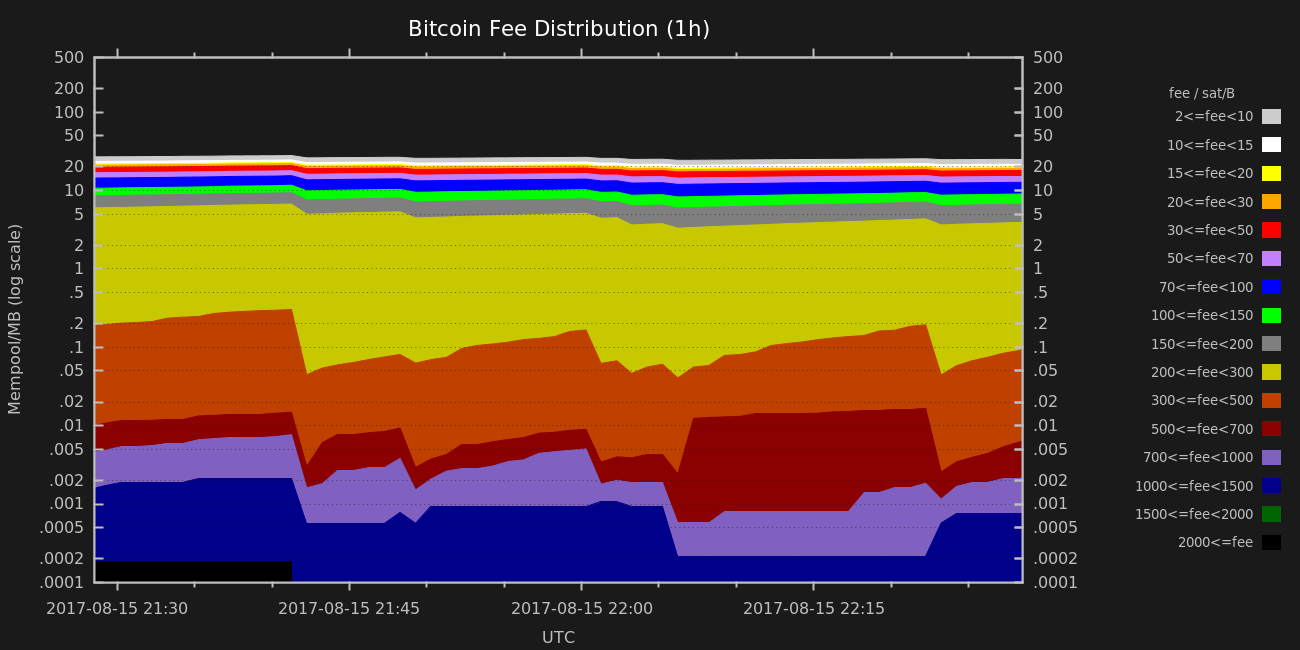 Bitcoin Fee Distribution (1h)
500
200
100
50
20
10
5
2
1
.5
.2
.1
.05
.02
.01
.005
.002
.001
.0005
.0002
.0001
Mempool/MB (log scale)
500
200
100
50
20
10
5
2
1
.5
.2
.1
.05
.02
.01
.005
.002
.001
.0005
.0002
.0001
2017-08-15 21:30
2017-08-15 21:45
2017-08-15 22:00
2017-08-15 22:15
UTC
fee / sat/B
2<=fee<10
10<=fee<15
15<=fee<20
20<=fee<30
30<=fee<50
50<=fee<70
70<=fee<100
100<=fee<150
150<=fee<200
200<=fee<300
300<=fee<500
500<=fee<700
700<=fee<1000
1000<=fee<1500
1500<=fee<2000
2000<=fee